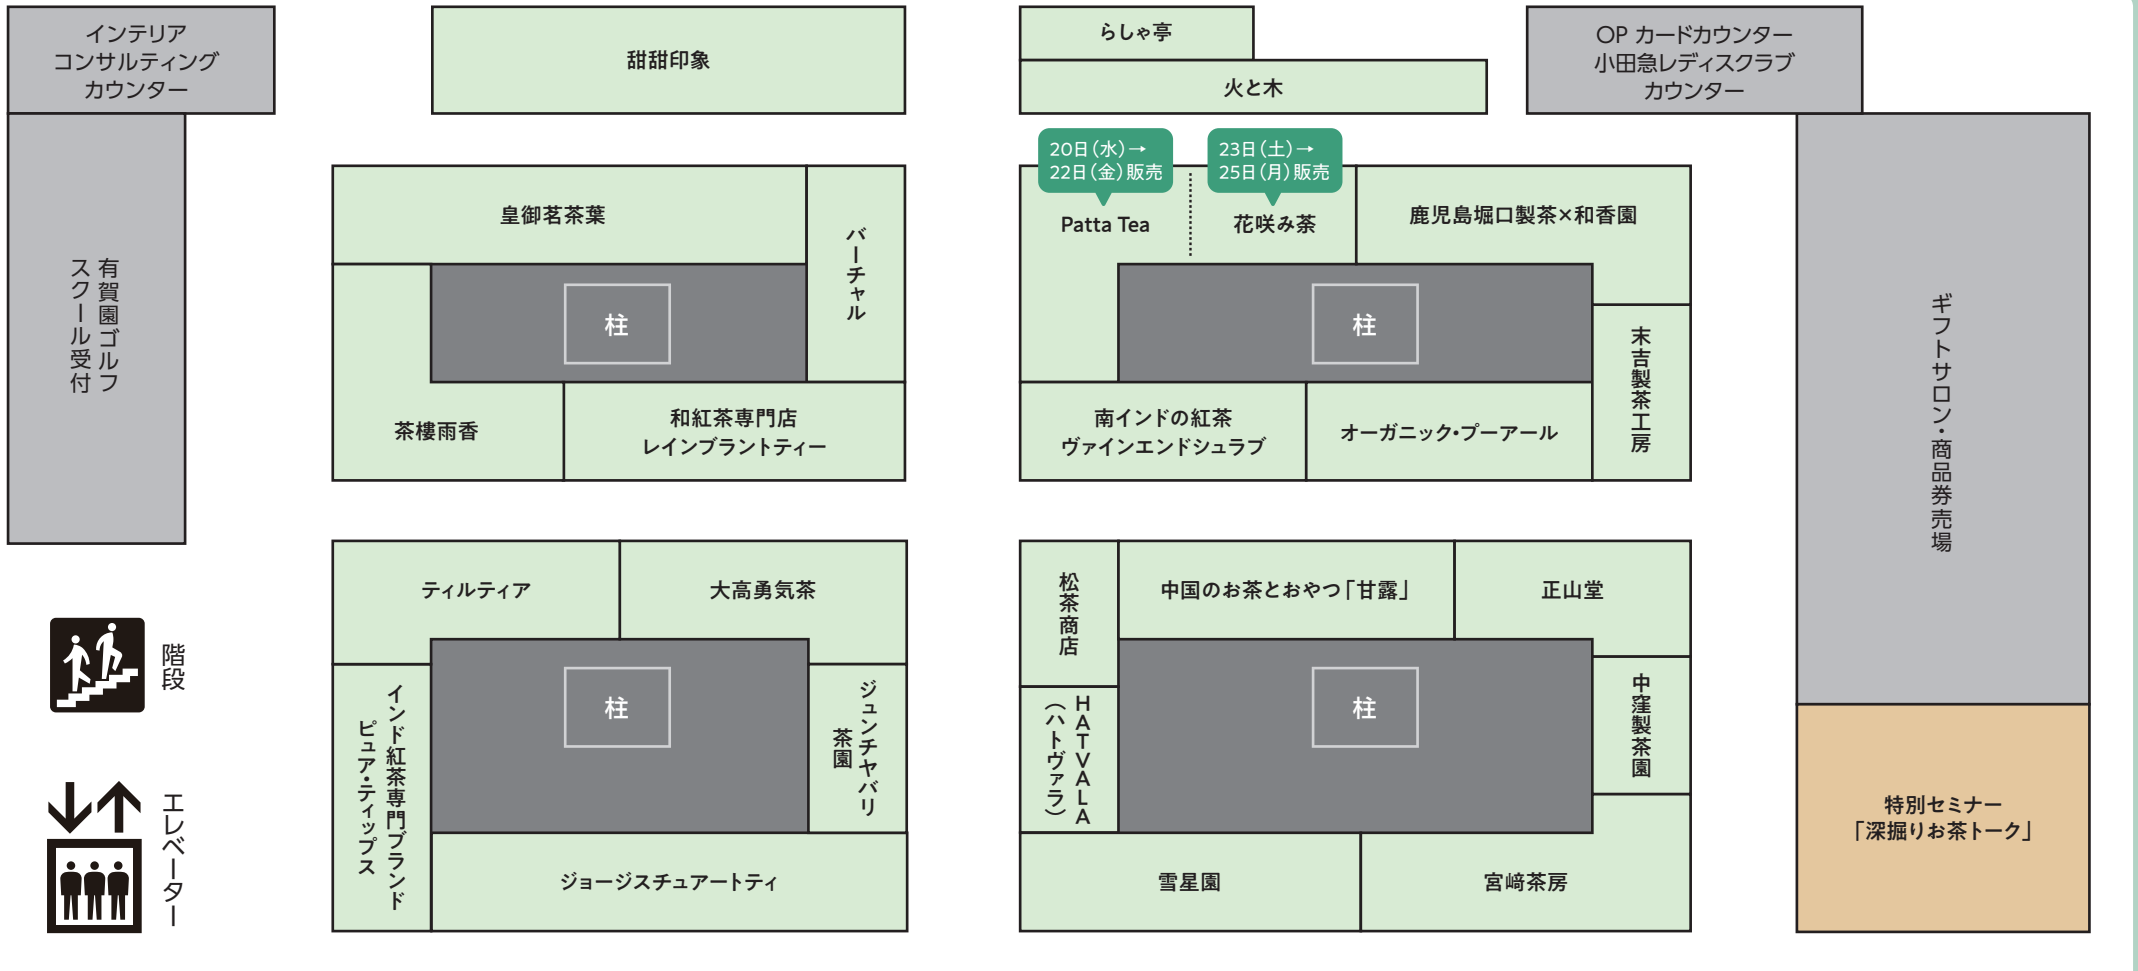 インテリア
コンサルティング
カウンター
甜甜印象
らしゃ亭
火と木
OP カードカウンター
小田急レディスクラブ
カウンター
有賀園ゴルフ
スクール受付
皇御茗茶葉
バーチャル
柱
茶樓雨香
和紅茶専門店
レインブラントティー
20日(水)→
22日(金)販売
Patta Tea
23日(土)→
25日(月)販売
花咲み茶
鹿児島堀口製茶×和香園
柱
末吉製茶工房
南インドの紅茶
ヴァインエンドシュラブ
オーガニック・プーアール
ギフトサロン・商品券売場
階段
エレベーター
ティルティア
大高勇気茶
インド紅茶専門ブランド
ピュア・ティップス
柱
ジュンチヤバリ
茶園
ジョージスチュアートティ
松茶商店
中国のお茶とおやつ「甘露」
正山堂
HATVALA
(ハトヴァラ)
柱
中窪製茶園
雪星園
宮﨑茶房
特別セミナー
「深掘りお茶トーク」